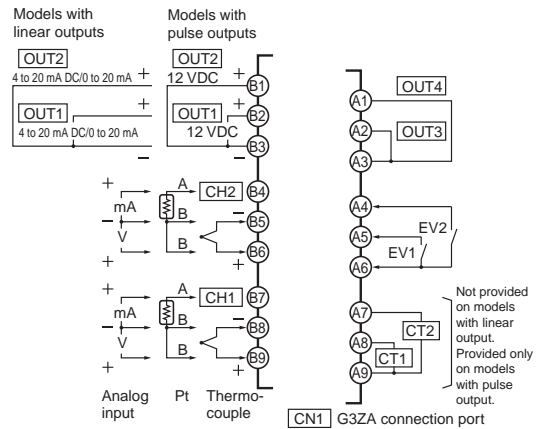 Models with
linear outputs
Models with
pulse outputs
OUT2
4 to 20 mA DC/0 to 20 mA
+
OUT2
12 VDC
+
B1
OUT1
4 to 20 mA DC/0 to 20 mA
+
−
OUT1
12 VDC
+
−
B2
B3
+
mA
−
V
+
A
B
B
CH2
−
+
B4
B5
B6
+
mA
−
V
+
A
B
B
CH1
−
+
B7
B8
B9
Analog
input
Pt
Thermo-
couple
A1
OUT4
A2
OUT3
A3
A4
A5
EV1
EV2
A6
A7
CT2
A8
CT1
A9
Not provided
on models
with linear
output.
Provided only
on models
with pulse
output.
CN1 G3ZA connection port